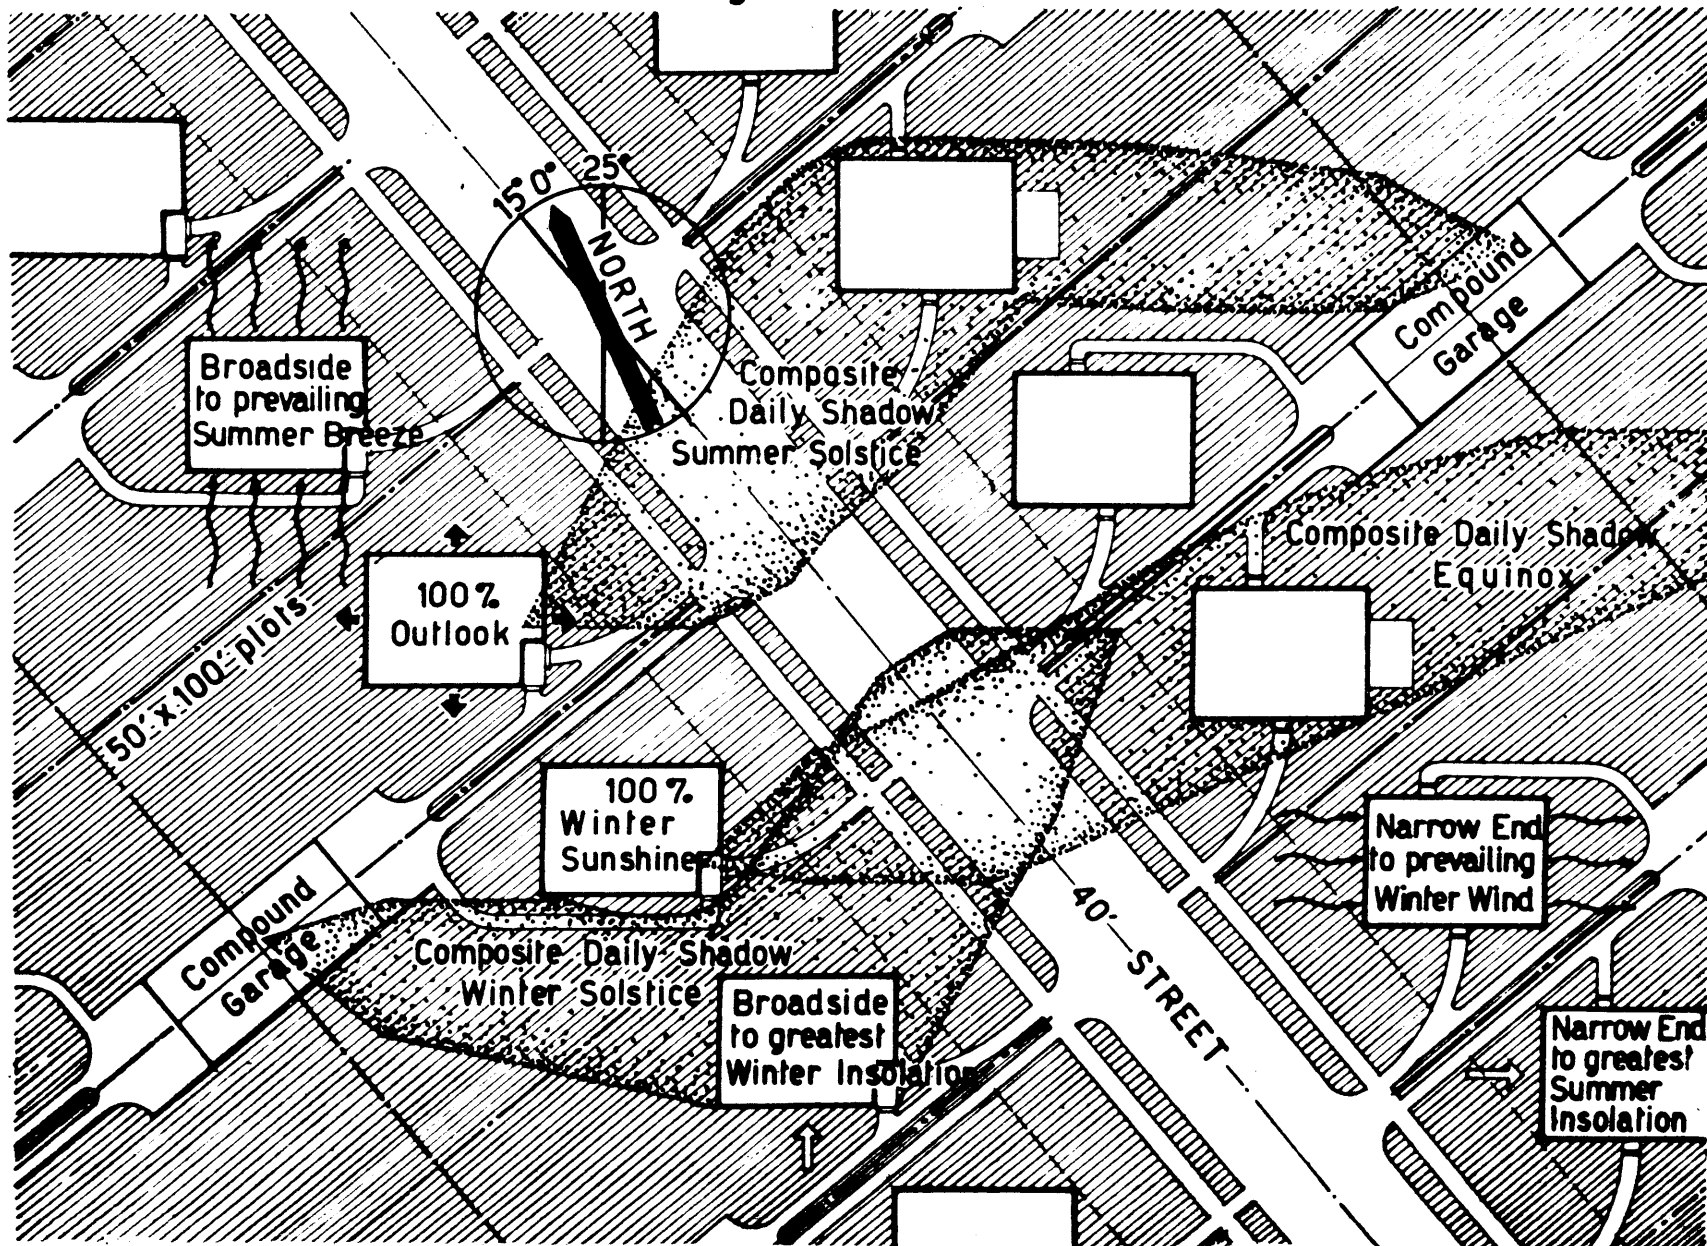 15° 0° 25°
NORTH
Broadside
to prevailing
Summer Breeze
Composite
Daily Shadow
Summer Solstice
Compound
Garage
Composite Daily Shadow
Equinox
100%
Outlook
50' x 100' plots
100%
Winter
Sunshine
Narrow End
to prevailing
Winter Wind
Compound
Garage
Composite Daily Shadow
Winter Solstice
40' STREET
Broadside
to greatest
Winter Insolation
Narrow End
to greatest
Summer
Insolation